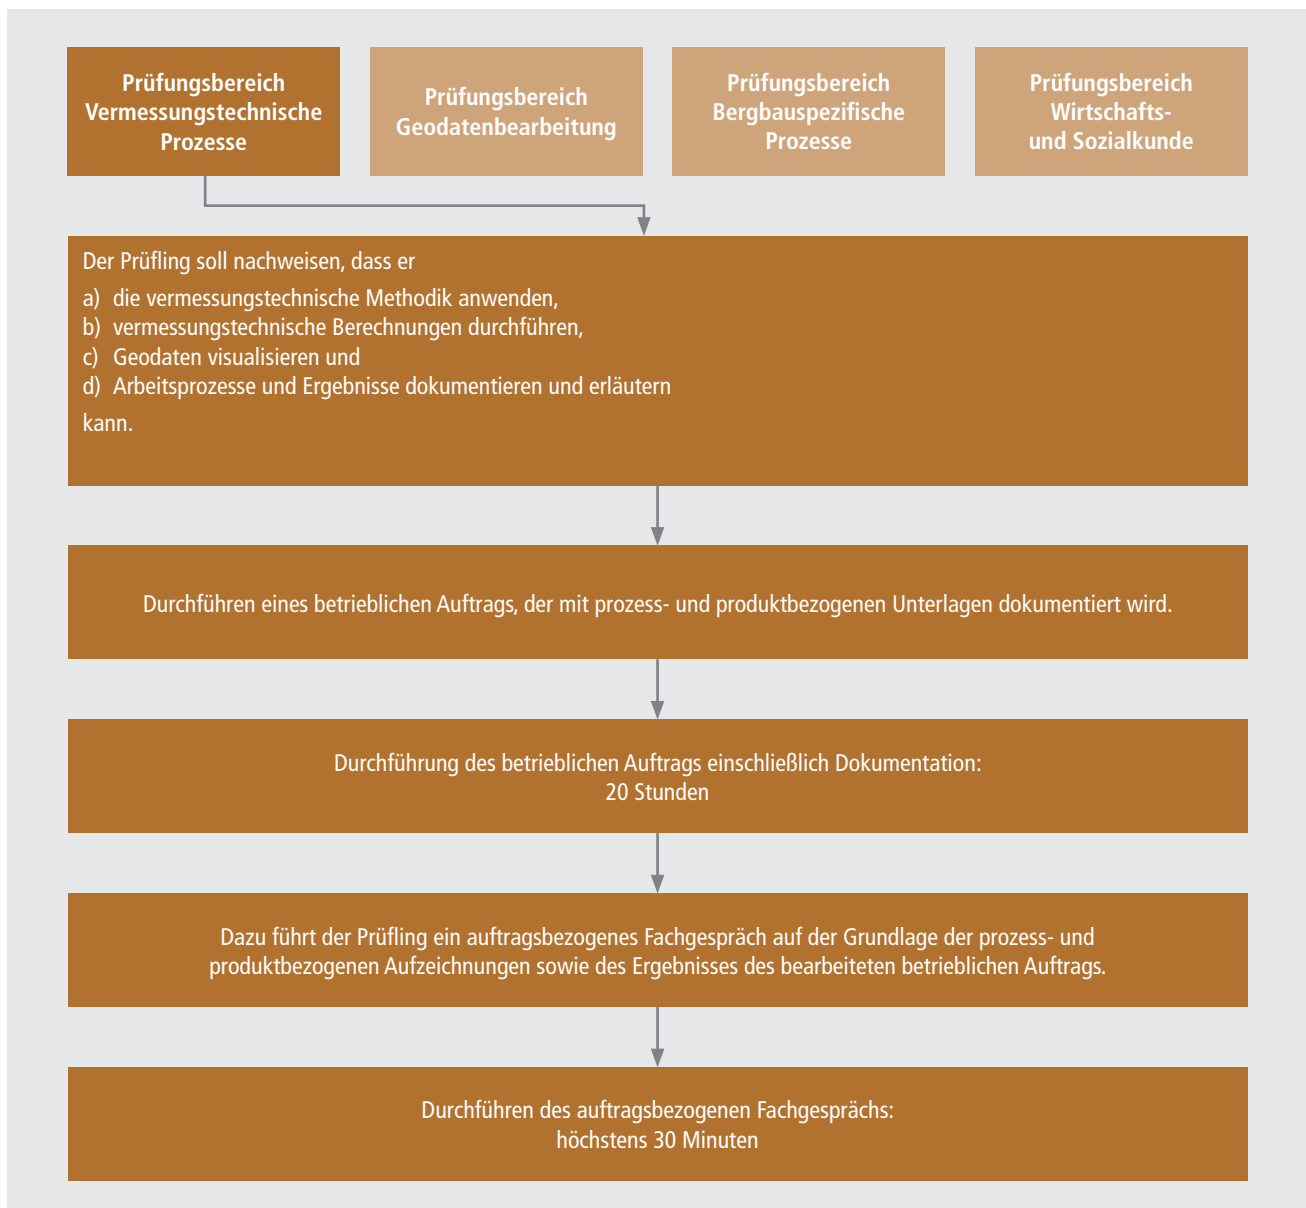 Prüfungsbereich
Vermessungstechnische
Prozesse
Prüfungsbereich
Geodatenbearbeitung
Prüfungsbereich
Bergbauspezifische
Prozesse
Prüfungsbereich
Wirtschafts-
und Sozialkunde
Der Prüfling soll nachweisen, dass er
a) die vermessungstechnische Methodik anwenden,
b) vermessungstechnische Berechnungen durchführen,
c) Geodaten visualisieren und
d) Arbeitsprozesse und Ergebnisse dokumentieren und erläutern
kann.
Durchführen eines betrieblichen Auftrags, der mit prozess- und produktbezogenen Unterlagen dokumentiert wird.
Durchführung des betrieblichen Auftrags einschließlich Dokumentation:
20 Stunden
Dazu führt der Prüfling ein auftragsbezogenes Fachgespräch auf der Grundlage der prozess- und
produktbezogenen Aufzeichnungen sowie des Ergebnisses des bearbeiteten betrieblichen Auftrags.
Durchführen des auftragsbezogenen Fachgesprächs:
höchstens 30 Minuten